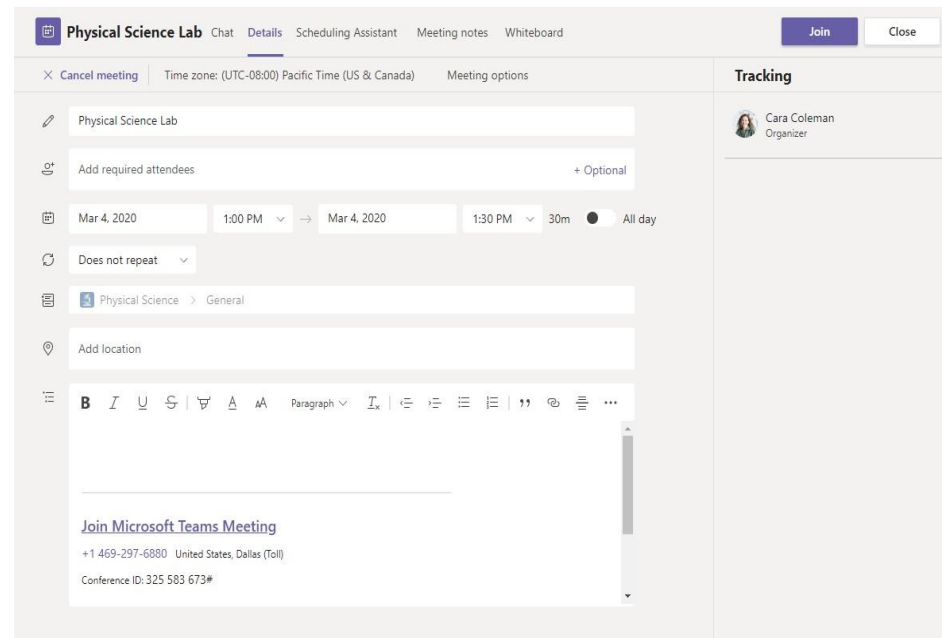 Physical Science Lab Chat Details Scheduling Assistant Meeting notes Whiteboard Join Close
Cancel meeting Time zone: (UTC-08:00) Pacific Time (US & Canada) Meeting options
Tracking
Physical Science Lab
Cara Coleman
Organizer
Add required attendees + Optional
Mar 4, 2020 1:00 PM → Mar 4, 2020 1:30 PM 30m All day
Does not repeat
Physical Science > General
Add location
B I U S A AA Paragraph Tx
Join Microsoft Teams Meeting
+1 469-297-6880 United States, Dallas (Toll)
Conference ID: 325 583 673#